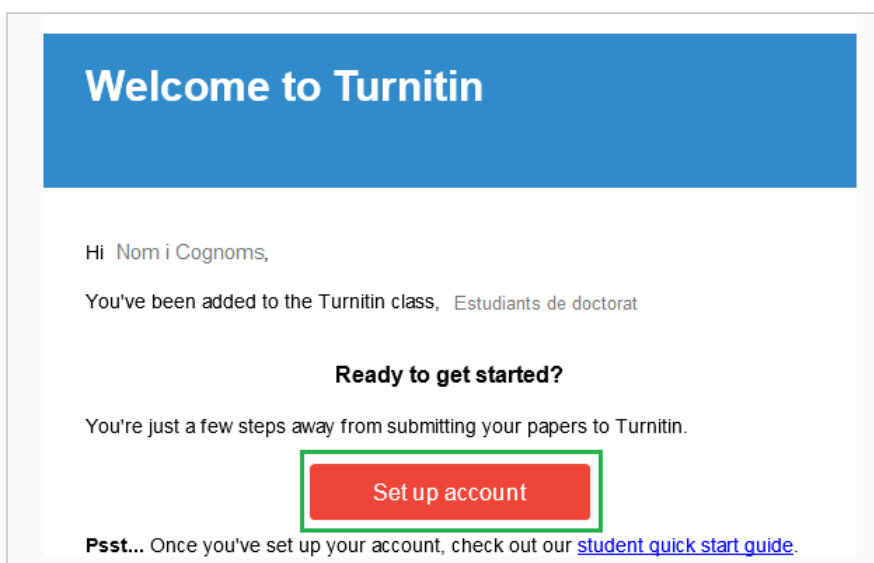 Welcome to Turnitin
Hi Nom i Cognoms,
You've been added to the Turnitin class, Estudiants de doctorat
Ready to get started?
You're just a few steps away from submitting your papers to Turnitin.
Set up account
Psst... Once you've set up your account, check out our student quick start guide.